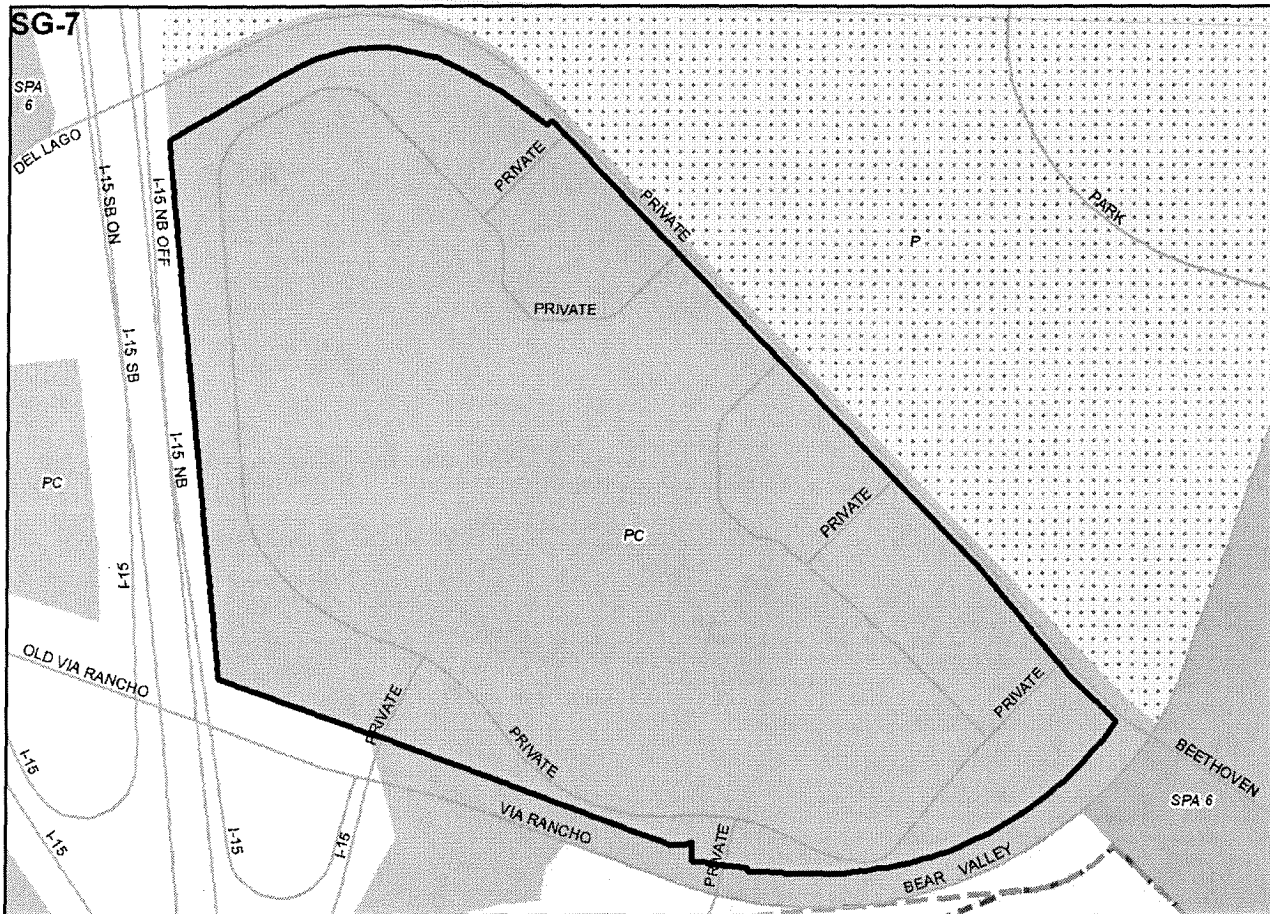 SG-7
SPA
6
DEL LAGO
I-15 SB ON
I-15 NB OFF
PRIVATE
PRIVATE
PARK
P
PRIVATE
I-15 SB
I-15 NB
PC
PRIVATE
PC
I-15
OLD VIA RANCHO
PRIVATE
PRIVATE
PRIVATE
BEETHOVEN
SPA 6
I-15
I-15
I-15
I-15
VIA RANCHO
PRIVATE
BEAR VALLEY